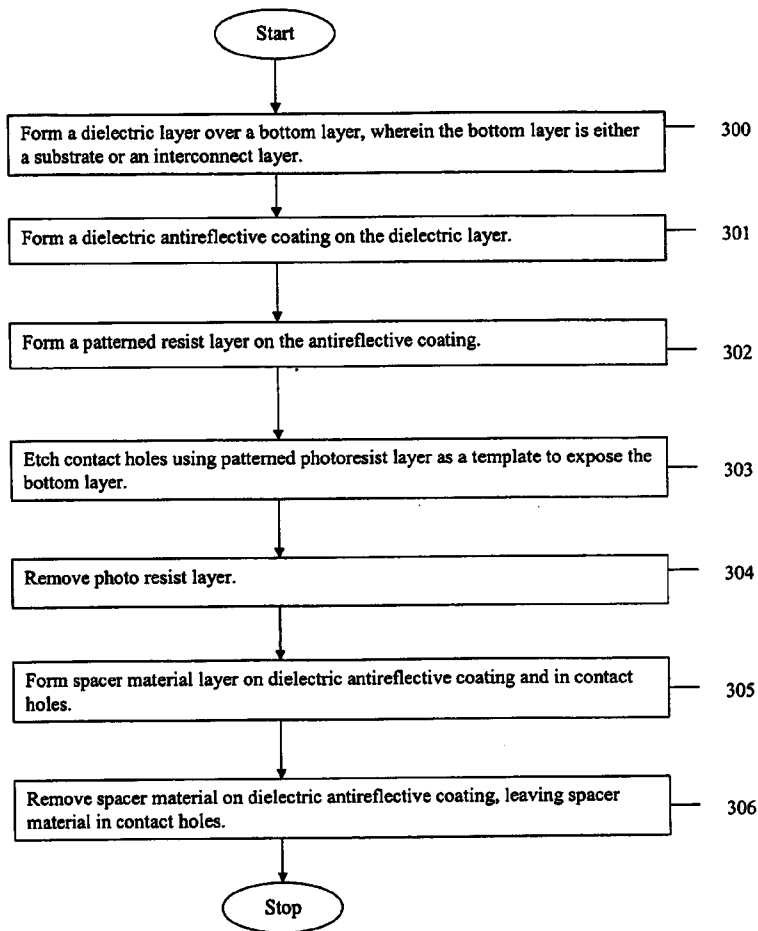 Start
Form a dielectric layer over a bottom layer, wherein the bottom layer is either
a substrate or an interconnect layer.
300
Form a dielectric antireflective coating on the dielectric layer.
301
Form a patterned resist layer on the antireflective coating.
302
Etch contact holes using patterned photoresist layer as a template to expose the
bottom layer.
303
Remove photo resist layer.
304
Form spacer material layer on dielectric antireflective coating and in contact
holes.
305
Remove spacer material on dielectric antireflective coating, leaving spacer
material in contact holes.
306
Stop